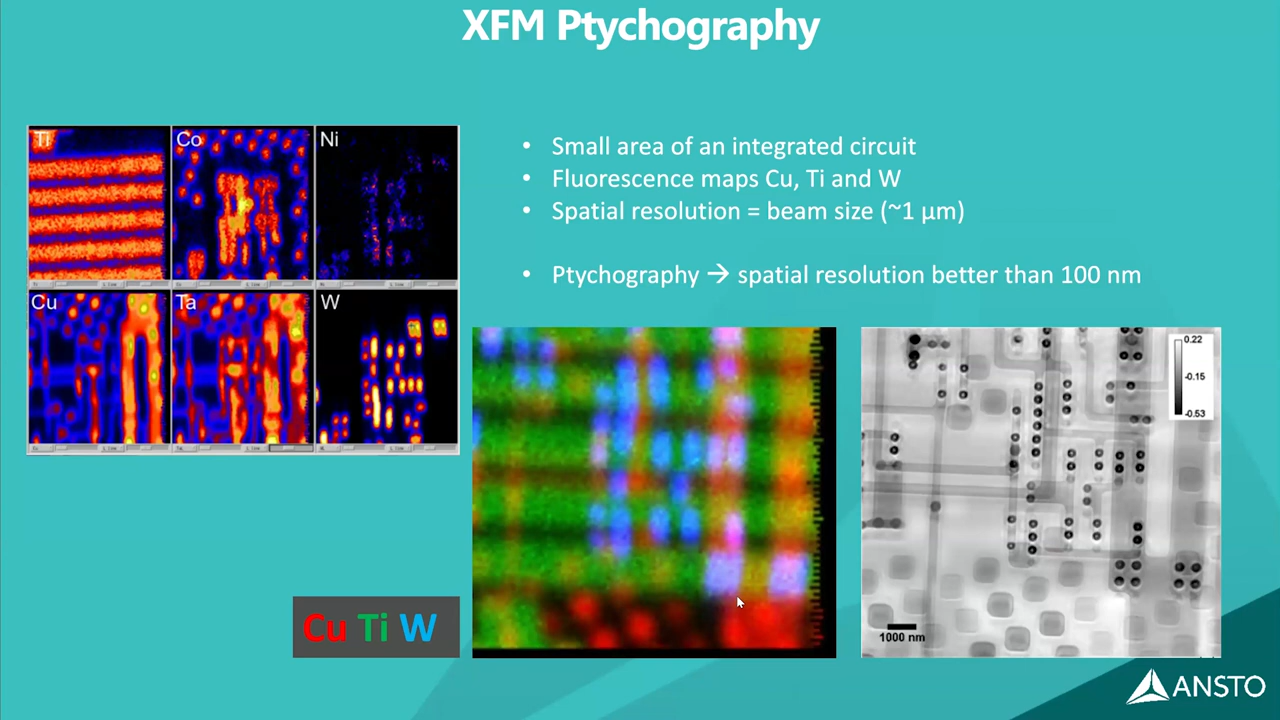 XFM Ptychography
Ti
Co
Ni
Cu
Ta
W
• Small area of an integrated circuit
• Fluorescence maps Cu, Ti and W
• Spatial resolution = beam size (~1 µm)
• Ptychography → spatial resolution better than 100 nm
Cu Ti W
0.22
-0.15
-0.53
1000 nm
ANSTO